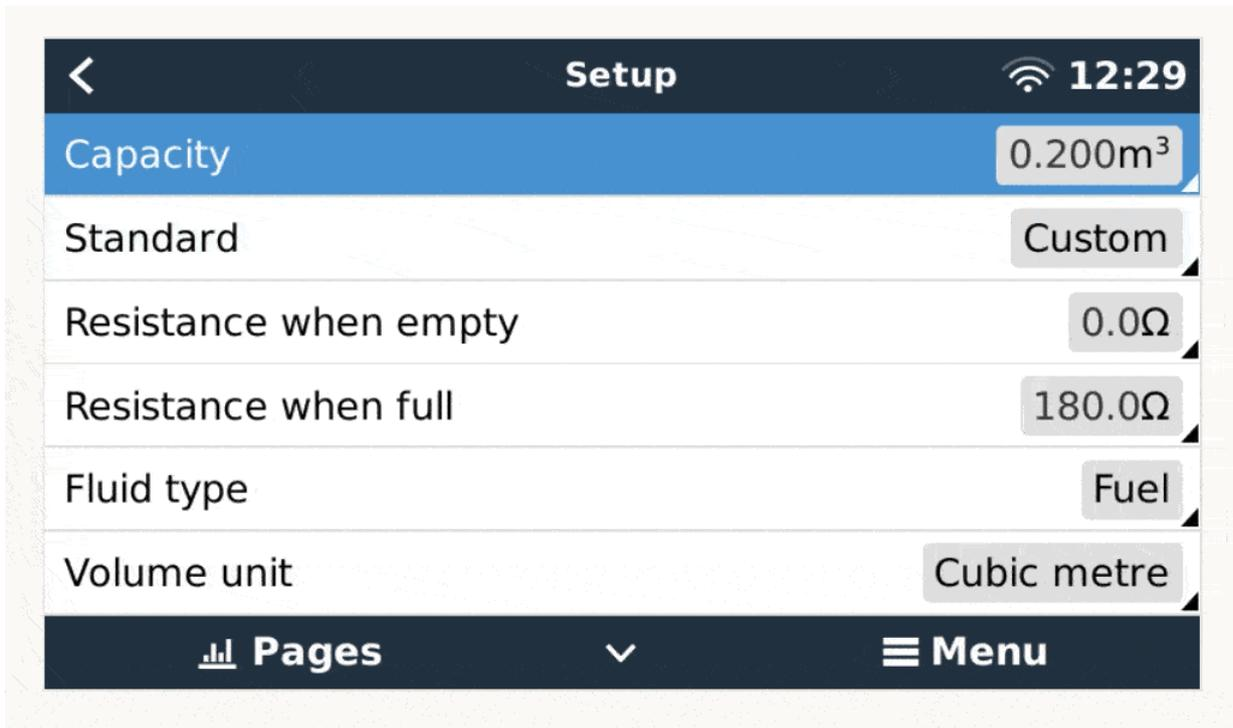 Setup 12:29
Capacity 0.200m³
Standard Custom
Resistance when empty 0.0Ω
Resistance when full 180.0Ω
Fluid type Fuel
Volume unit Cubic metre
Pages Menu